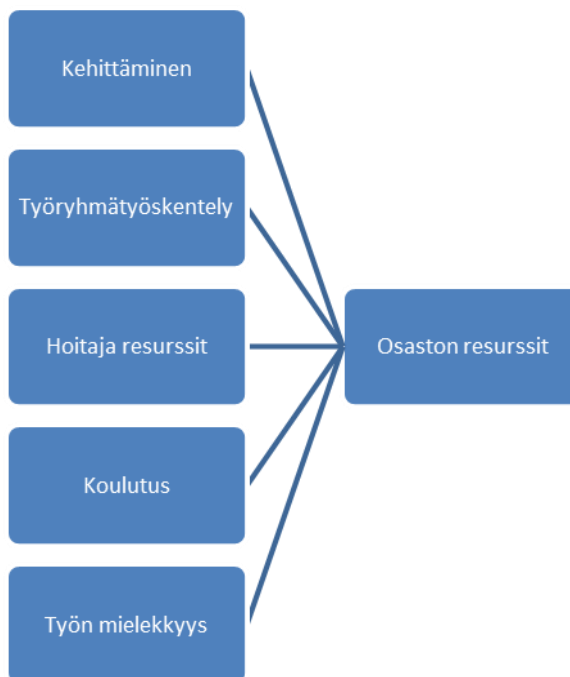 Kehittäminen
Työryhmätyöskentely
Hoitaja resurssit
Osaston resurssit
Koulutus
Työn mielekkyys